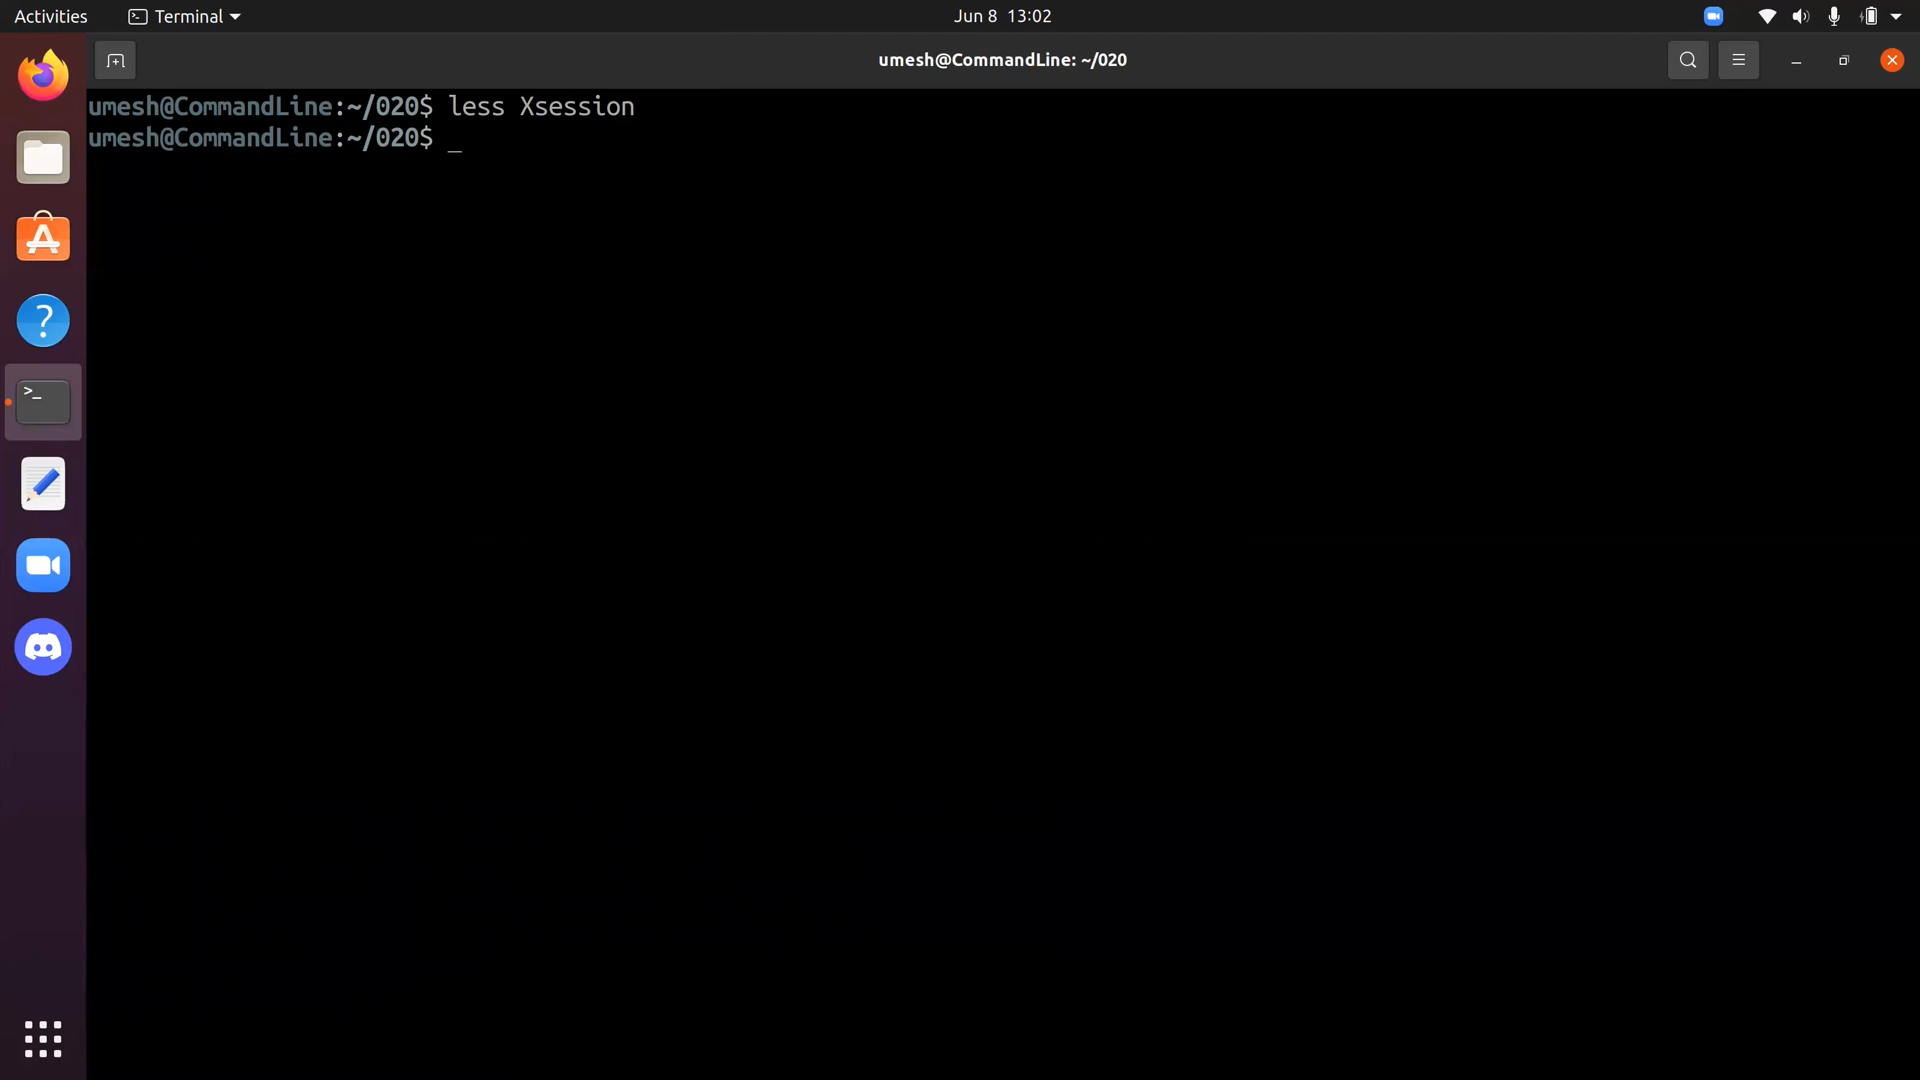 Activities Terminal Jun 8 13:02
umesh@CommandLine: ~/020
umesh@CommandLine:~/020$ less Xsession
umesh@CommandLine:~/020$ _